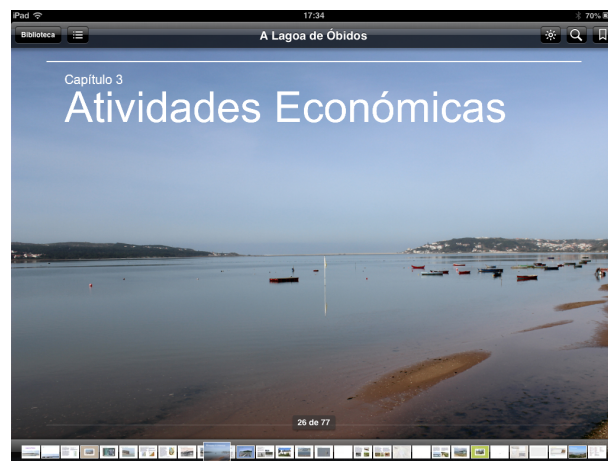 iPad 17:34 70%
Biblioteca A Lagoa de Óbidos
Capítulo 3
Atividades Económicas
26 de 77